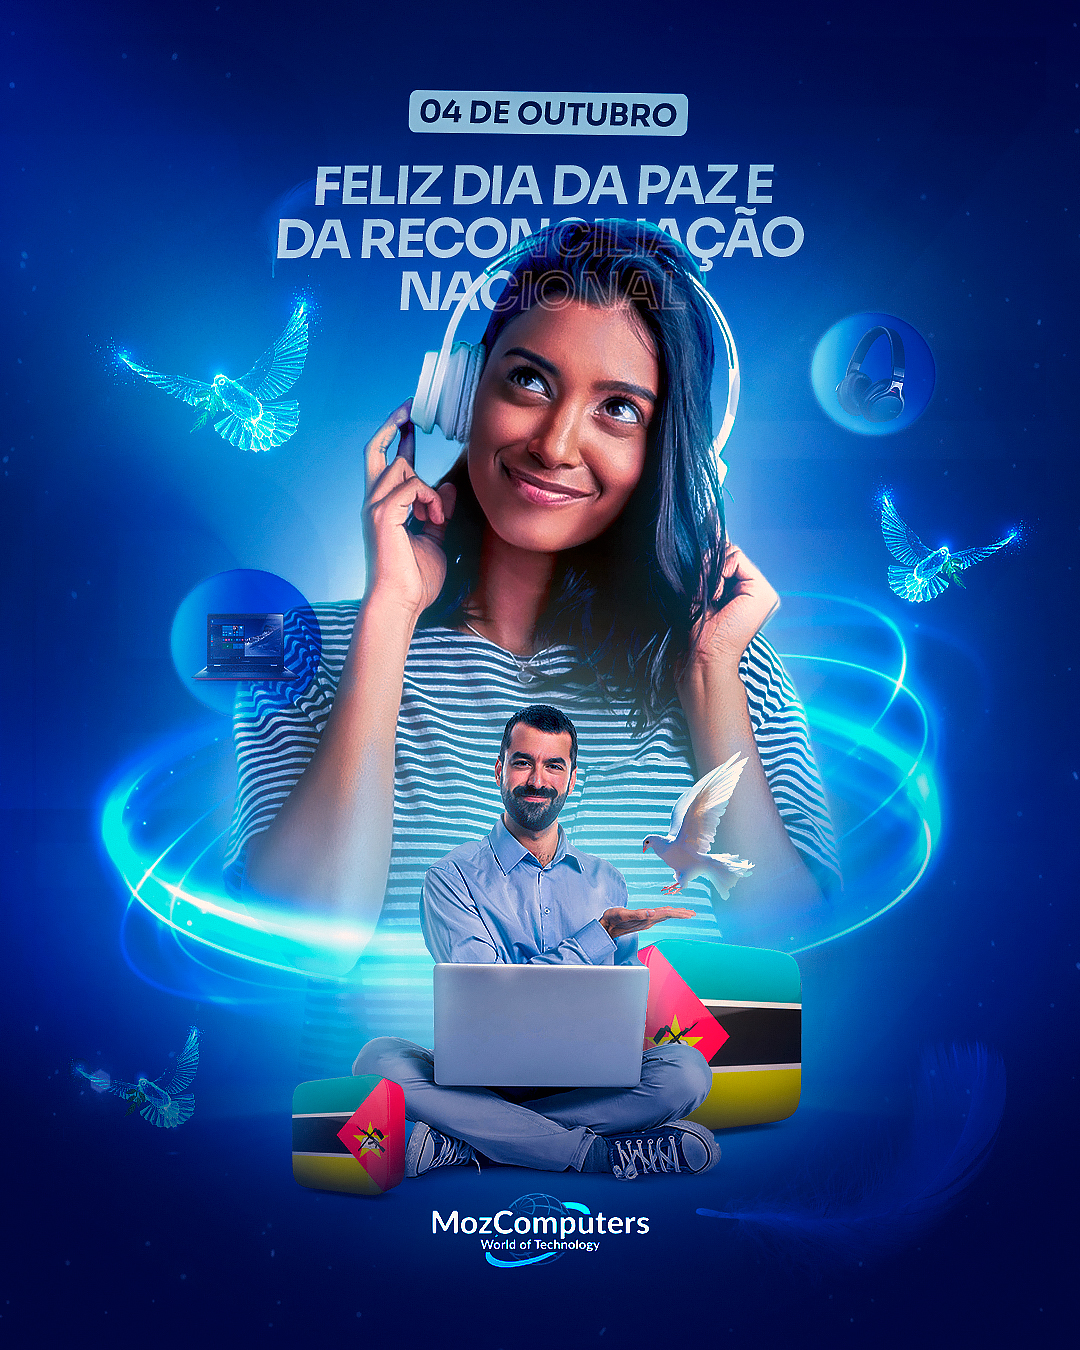 04 DE OUTUBRO
FELIZ DIA DA PAZ E
DA RECONCILIAÇÃO
NACIONAL
MozComputers
World of Technology